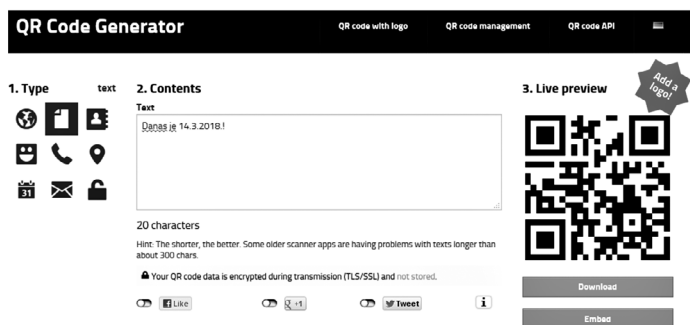 QR Code Generator
QR code with logo
QR code management
QR code API
1. Type
text
2. Contents
3. Live preview
Add a
logo!
Text
Danas je 14.3.2018.!
31
20 characters
Hint: The shorter, the better. Some older scanner apps are having problems with texts longer than
about 300 chars.
Your QR code data is encrypted during transmission (TLS/SSL) and not stored.
Like
+1
Tweet
i
Download
Embed